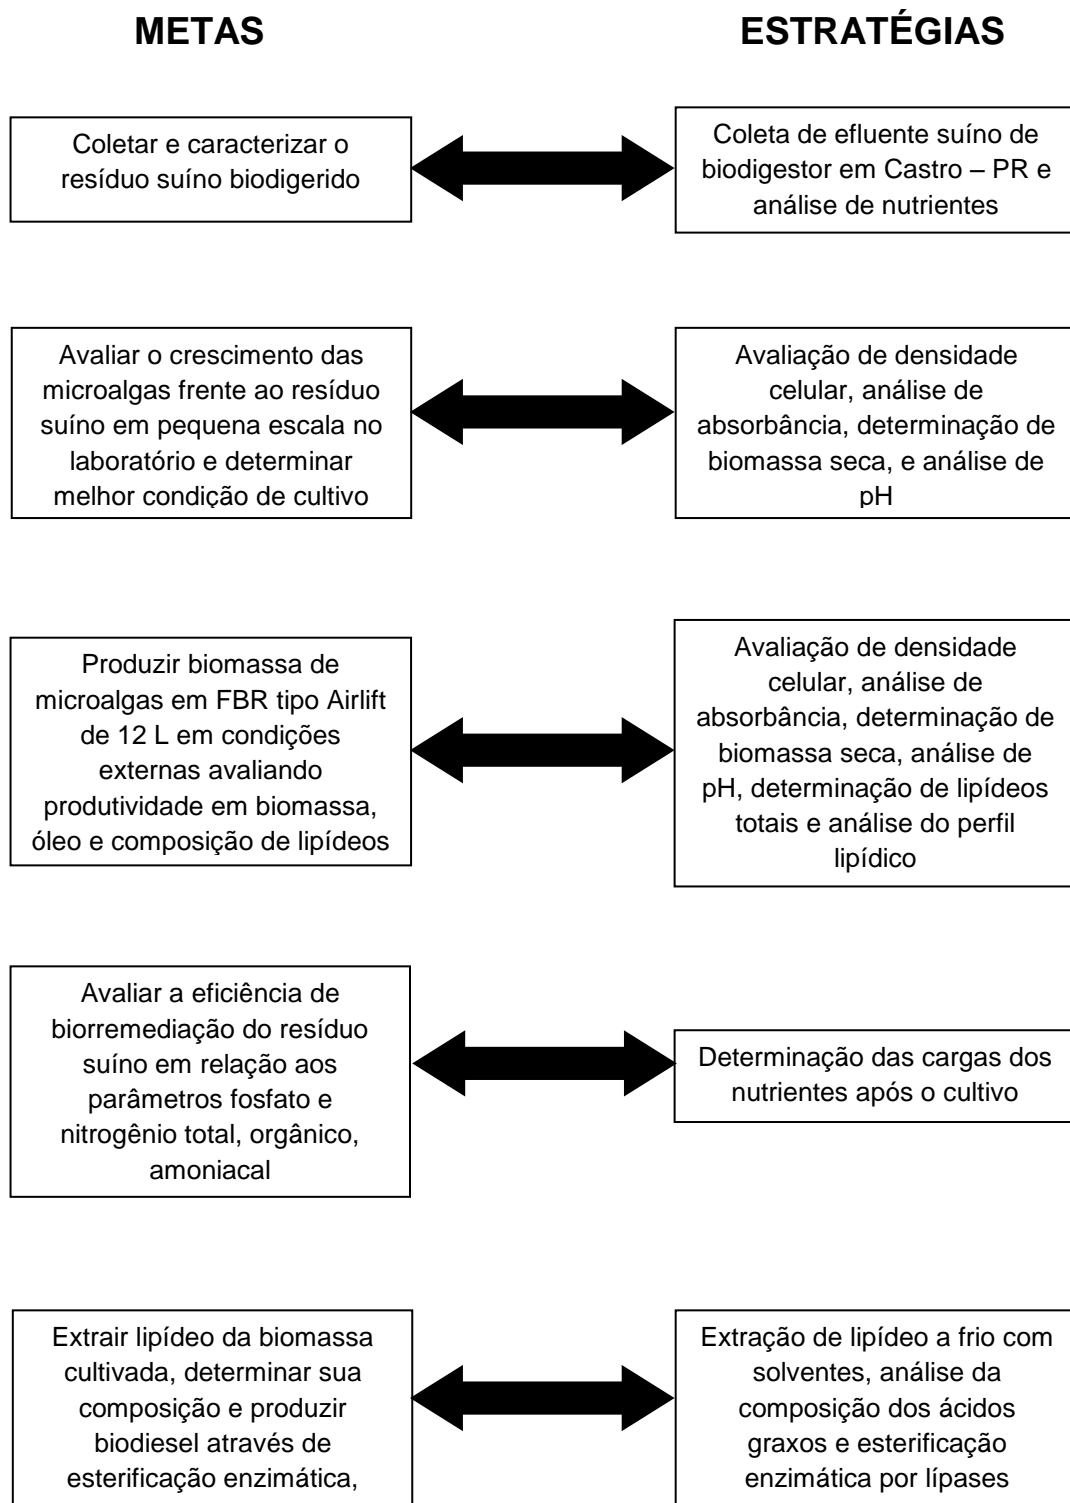 METAS
ESTRATÉGIAS
Coletar e caracterizar o
resíduo suíno biodigerido
Coleta de efluente suíno de
biodigestor em Castro – PR e
análise de nutrientes
Avaliar o crescimento das
microalgas frente ao resíduo
suíno em pequena escala no
laboratório e determinar
melhor condição de cultivo
Avaliação de densidade
celular, análise de
absorbância, determinação de
biomassa seca, e análise de
pH
Produzir biomassa de
microalgas em FBR tipo Airlift
de 12 L em condições
externas avaliando
produtividade em biomassa,
óleo e composição de lipídeos
Avaliação de densidade
celular, análise de
absorbância, determinação de
biomassa seca, análise de
pH, determinação de lipídeos
totais e análise do perfil
lipídico
Avaliar a eficiência de
biorremediação do resíduo
suíno em relação aos
parâmetros fosfato e
nitrogênio total, orgânico,
amoniacal
Determinação das cargas dos
nutrientes após o cultivo
Extrair lipídeo da biomassa
cultivada, determinar sua
composição e produzir
biodiesel através de
esterificação enzimática,
Extração de lipídeo a frio com
solventes, análise da
composição dos ácidos
graxos e esterificação
enzimática por lípases